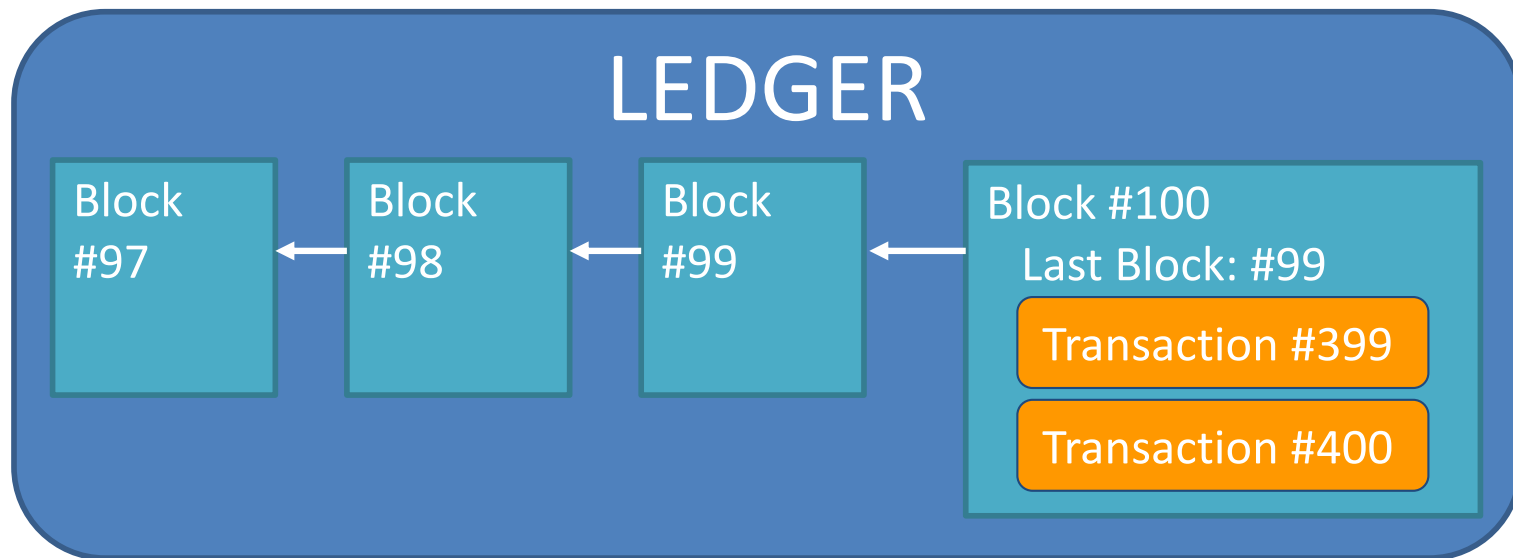 LEDGER
Block
#97
Block
#98
Block
#99
Block #100
Last Block: #99
Transaction #399
Transaction #400